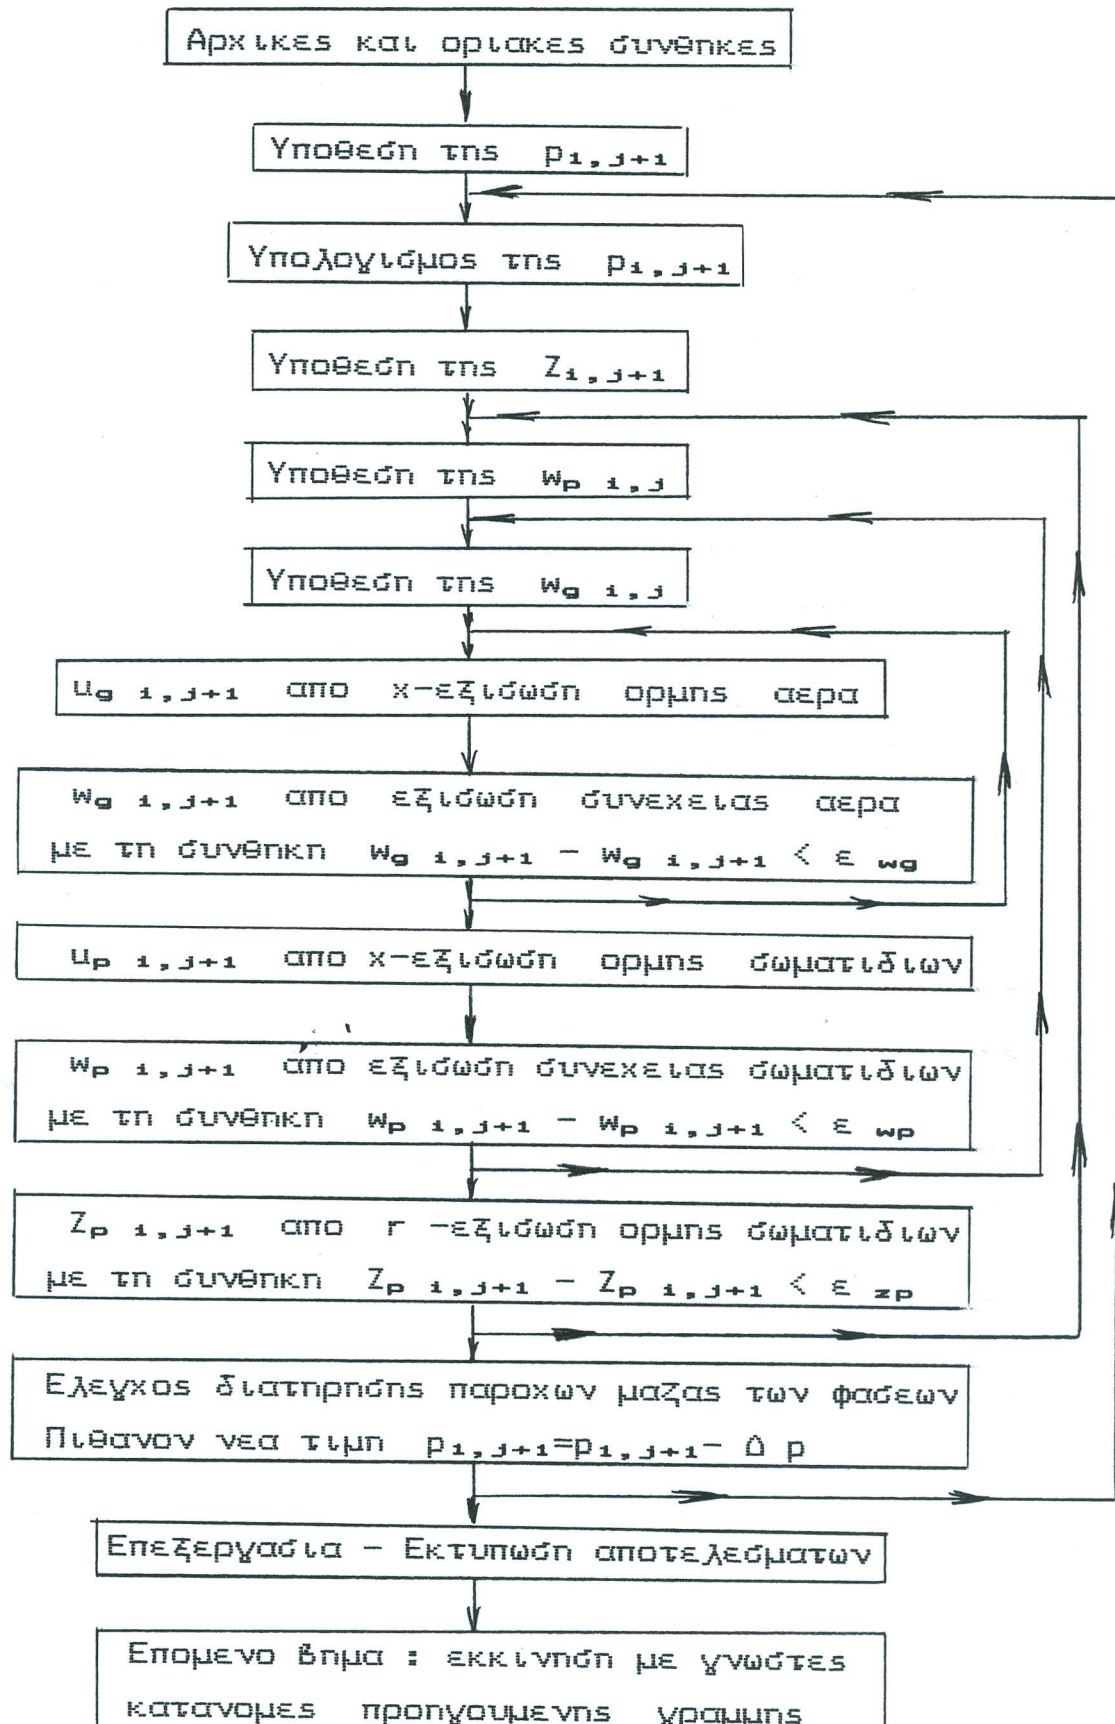 Αρχικες και οριακες συνθηκες
Υποθεση της p1,j+1
Υπολογισμος της pi,j+1
Υποθεση της Zi,j+1
Υποθεση της wp i,j
Υποθεση της wg i,j
ug i,j+1 απο x-εξισωση ορμης αερα
wg i,j+1 απο εξισωση συνεχειας αερα
με τη συνθηκη wg i,j+1 - wg i,j+1 < ε wg
up i,j+1 απο x-εξισωση ορμης σωματιδιων
wp i,j+1 απο εξισωση συνεχειας σωματιδιων
με τη συνθηκη wp i,j+1 - wp i,j+1 < ε wp
Zp i,j+1 απο r -εξισωση ορμης σωματιδιων
με τη συνθηκη Zp i,j+1 - Zp i,j+1 < ε zp
Ελεγχος διατηρησης παροχων μαζας των φασεων
Πιθανον νεα τιμη p1,j+1=p1,j+1- Δ p
Επεξεργασια - Εκτυπωση αποτελεσματων
Επομενο βημα : εκκινηση με γνωστες
κατανομες προηγουμενης γραμμης